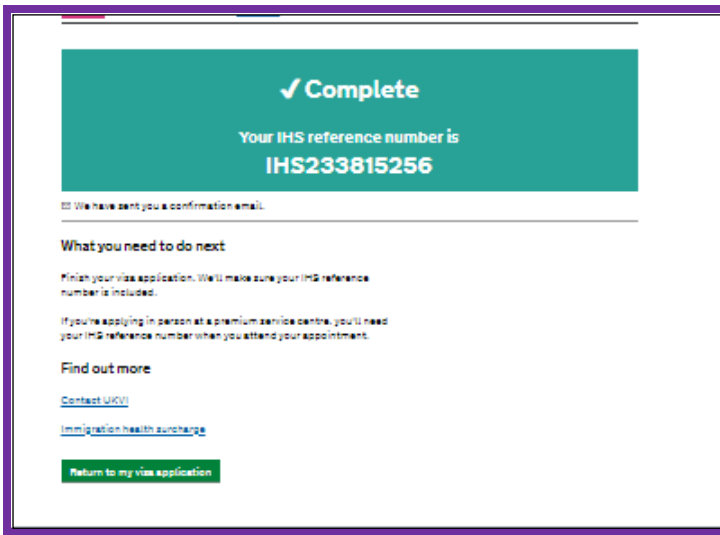 ✓ Complete
Your IHS reference number is
IHS233815256
We have sent you a confirmation email.
What you need to do next
Finish your visa application. We'll make sure your IHS reference
number is included.
If you're applying in person at a premium service centre, you'll need
your IHS reference number when you attend your appointment.
Find out more
Contact UKVI
Immigration health surcharge
Return to my visa application